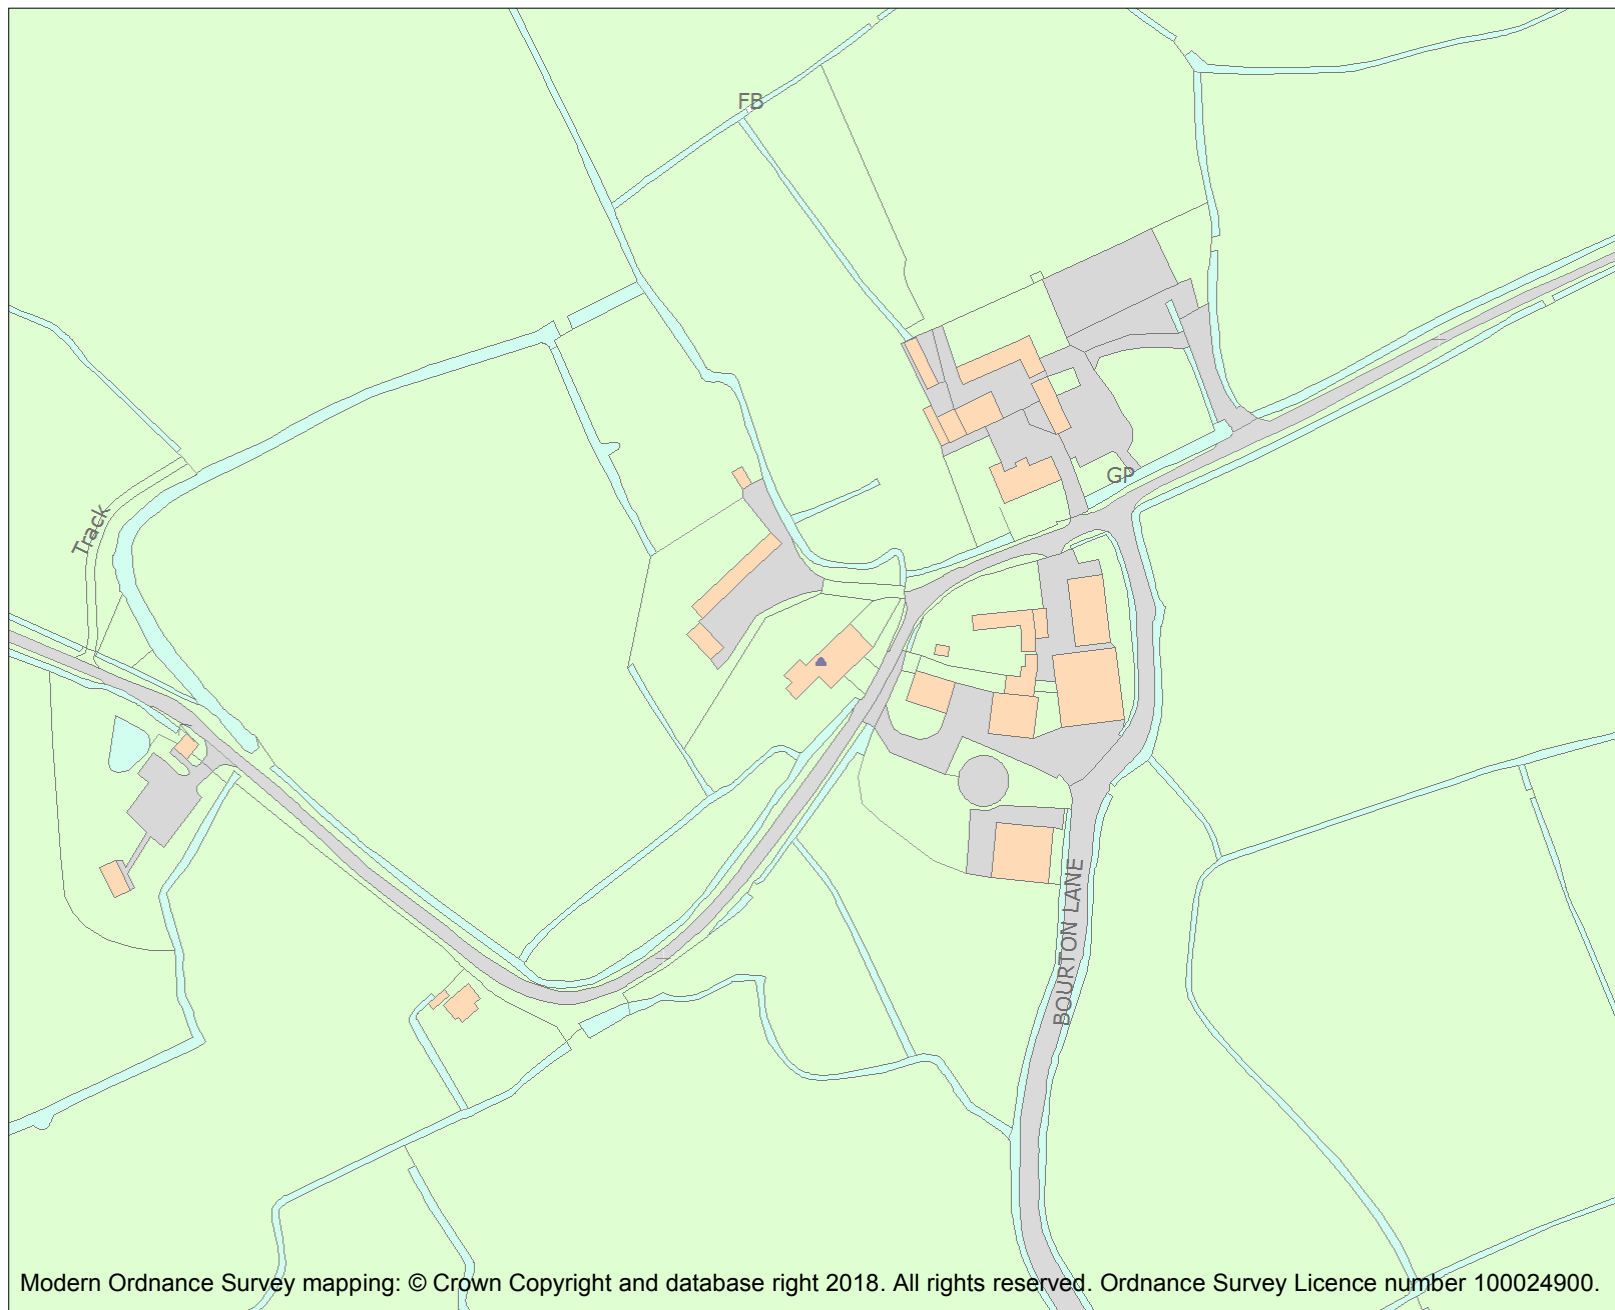 FB
GP
Track
BOURTON LANE
Modern Ordnance Survey mapping: © Crown Copyright and database right 2018. All rights reserved. Ordnance Survey Licence number 100024900.